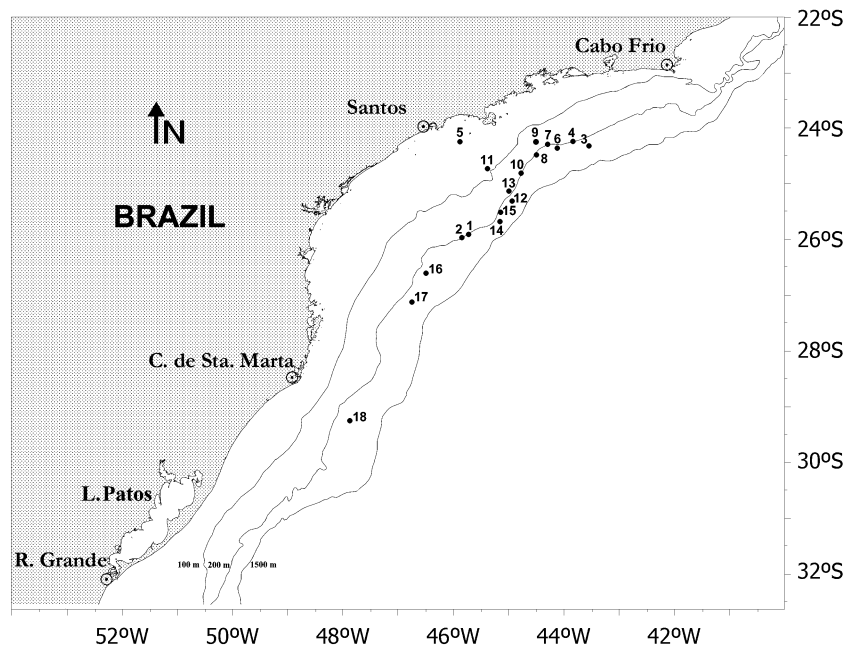 22ºS
Cabo Frio
Santos
24ºS
N
5
9
7
6
4
3
8
11
10
BRAZIL
13
12
15
14
2
1
26ºS
16
17
28ºS
C. de Sta. Marta
18
30ºS
L. Patos
R. Grande
100 m
200 m
1500 m
32ºS
52ºW
50ºW
48ºW
46ºW
44ºW
42ºW